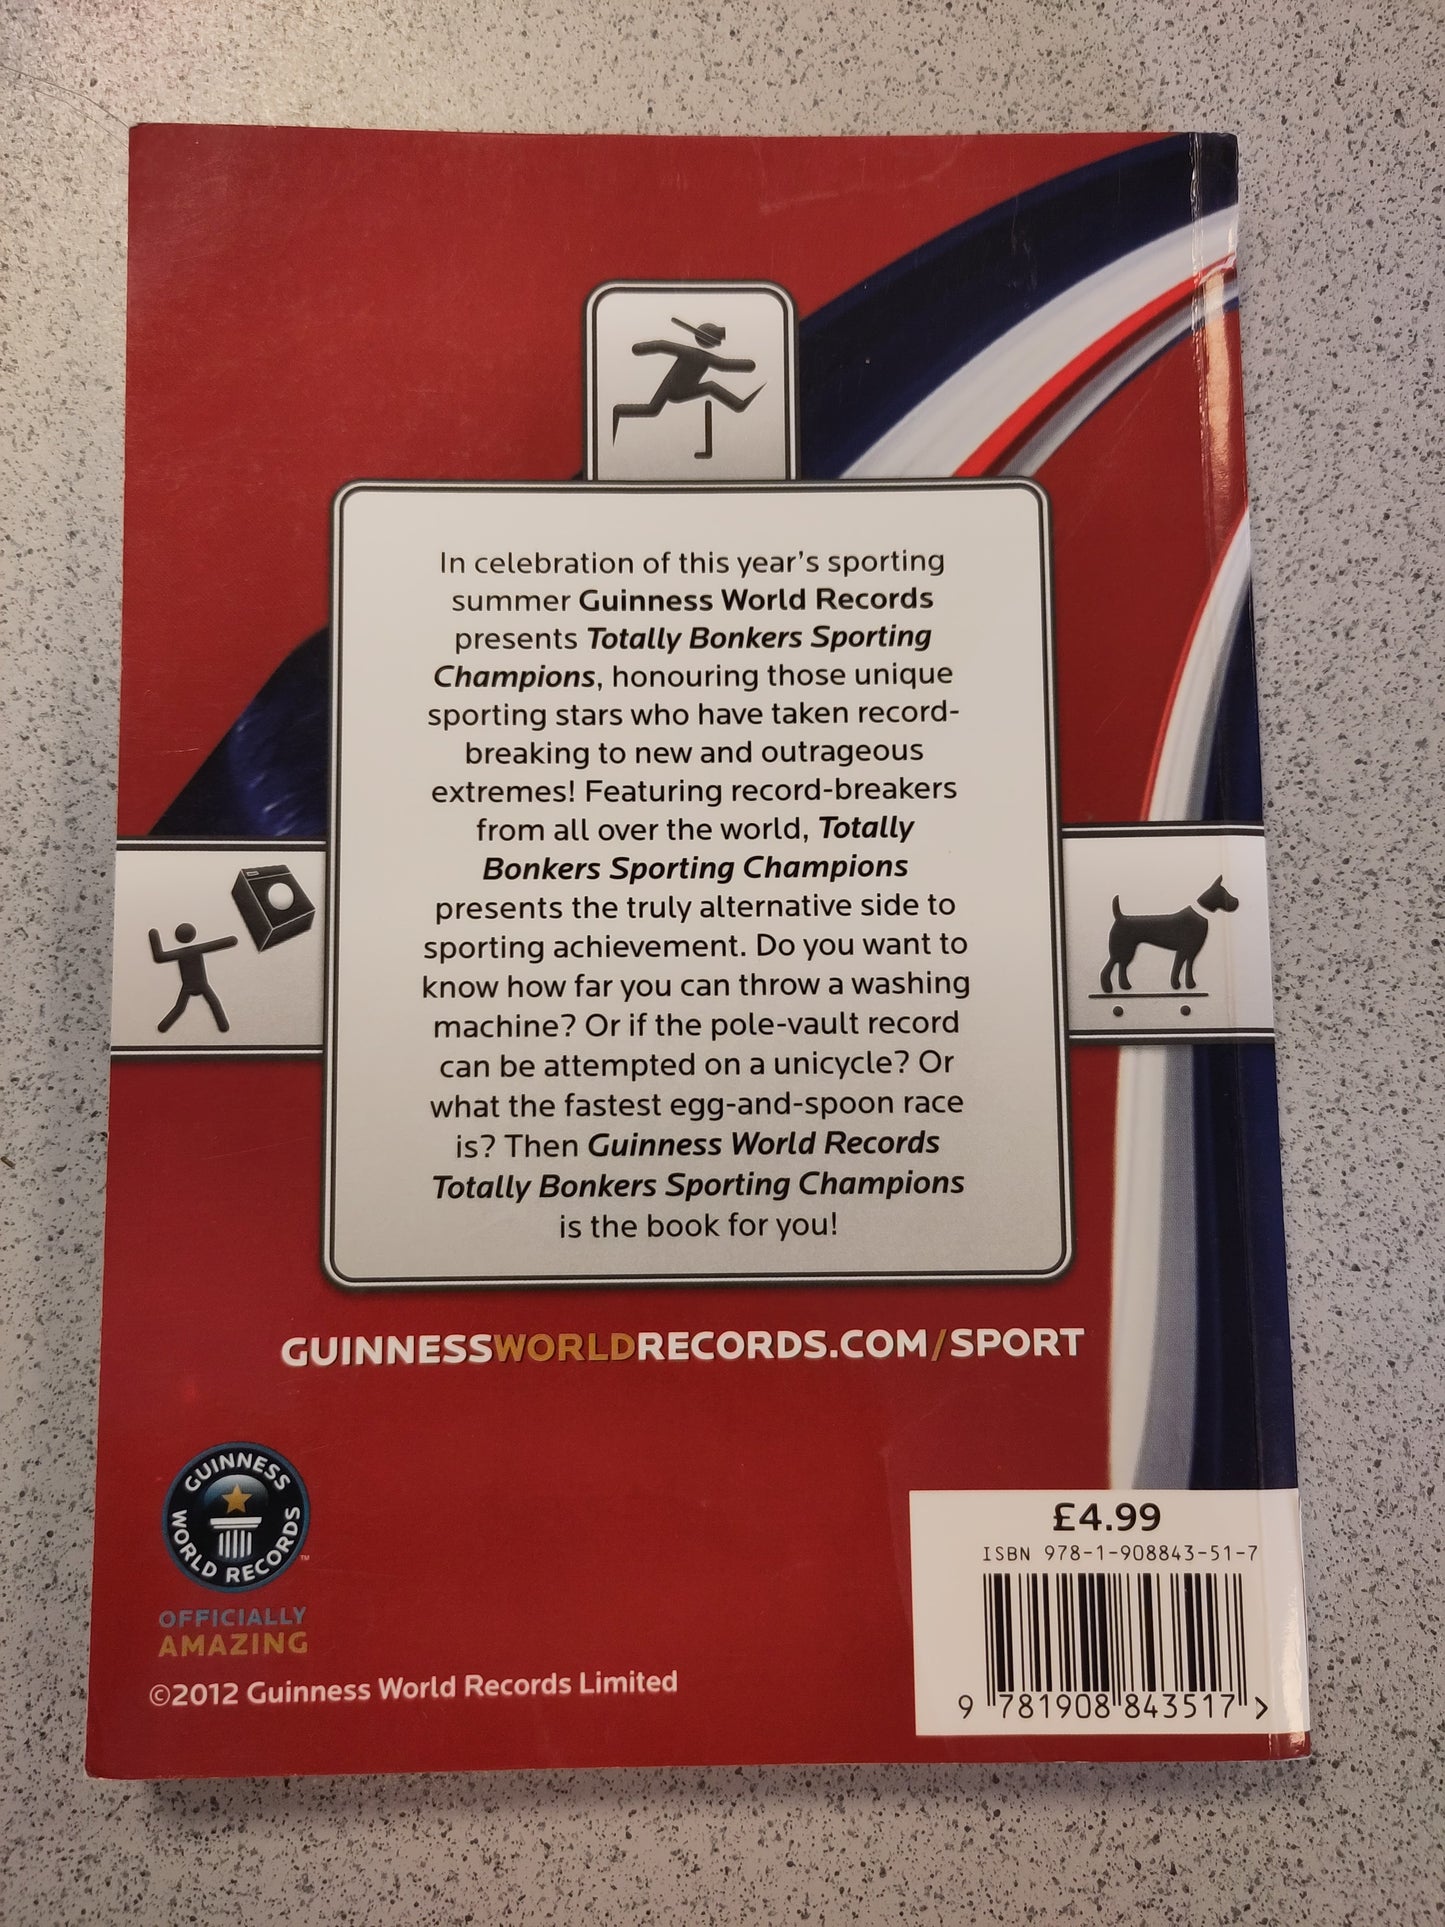 In celebration of this year's sporting
summer Guinness World Records
presents Totally Bonkers Sporting
Champions, honouring those unique
sporting stars who have taken record-
breaking to new and outrageous
extremes! Featuring record-breakers
from all over the world, Totally
Bonkers Sporting Champions
presents the truly alternative side to
sporting achievement. Do you want to
know how far you can throw a washing
machine? Or if the pole-vault record
can be attempted on a unicycle? Or
what the fastest egg-and-spoon race
is? Then Guinness World Records
Totally Bonkers Sporting Champions
is the book for you!
GUINNESSWORLDRECORDS.COM/SPORT
GUINNESS
WORLD RECORDS
TM
OFFICIALLY
AMAZING
©2012 Guinness World Records Limited
£4.99
ISBN 978-1-908843-51-7
9 781908 843517 >